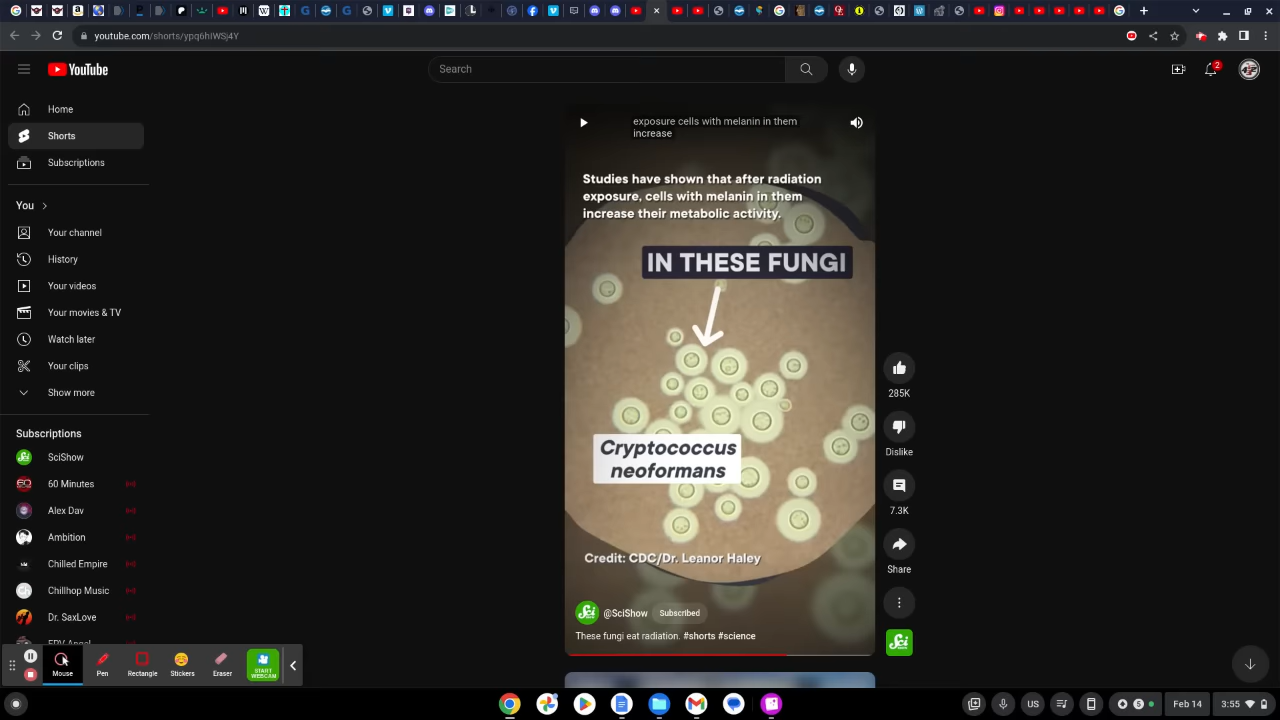 youtube.com/shorts/ypq6hiWSj4Y
YouTube
Search
2
Home
Shorts
Subscriptions
You
Your channel
History
Your videos
Your movies & TV
Watch later
Your clips
Show more
Subscriptions
SciShow
60 Minutes
Alex Dav
Ambition
Chilled Empire
Chillhop Music
Dr. SaxLove
exposure cells with melanin in them
increase
Studies have shown that after radiation
exposure, cells with melanin in them
increase their metabolic activity.
IN THESE FUNGI
Cryptococcus
neoformans
Credit: CDC/Dr. Leanor Haley
Sci
@SciShow
Subscribed
These fungi eat radiation. #shorts #science
285K
Dislike
7.3K
Share
Sci
Mouse
Pen
Rectangle
Stickers
Eraser
START
WEBCAM
US
5
Feb 14
3:55